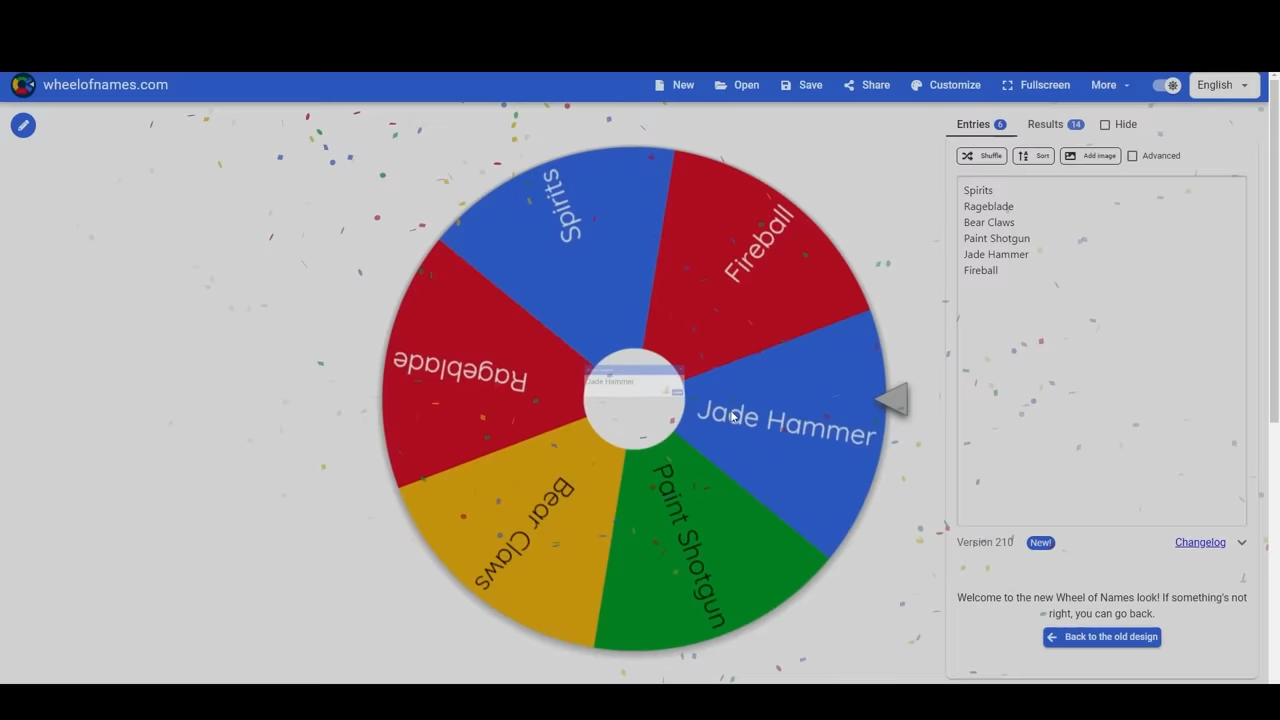 wheelofnames.com
New
Open
Save
Share
Customize
Fullscreen
More
English
Entries 6
Results 14
Hide
Shuffle
Sort
Add image
Advanced
Spirits
Rageblade
Bear Claws
Paint Shotgun
Jade Hammer
Fireball
Spirits
Fireball
Rageblade
Jade Hammer
Jade Hammer
Bear Claws
Paint Shotgun
Version 210
New!
Changelog
Welcome to the new Wheel of Names look! If something's not
right, you can go back.
Back to the old design